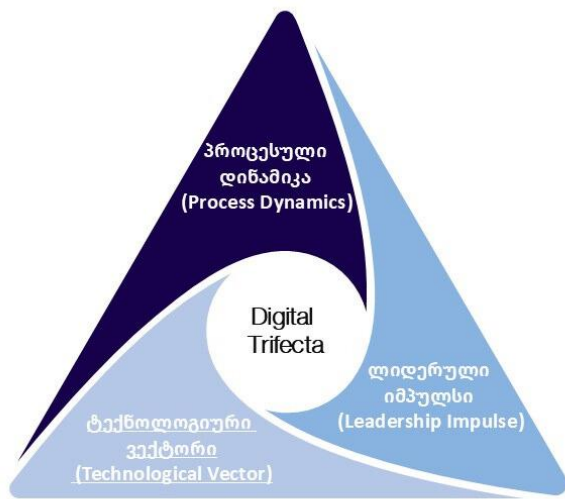 პროცესული
დინამიკა
(Process Dynamics)
Digital
Trifecta
ლიდერული
იმპულსი
(Leadership Impulse)
ტექნოლოგიური
ვექტორი
(Technological Vector)